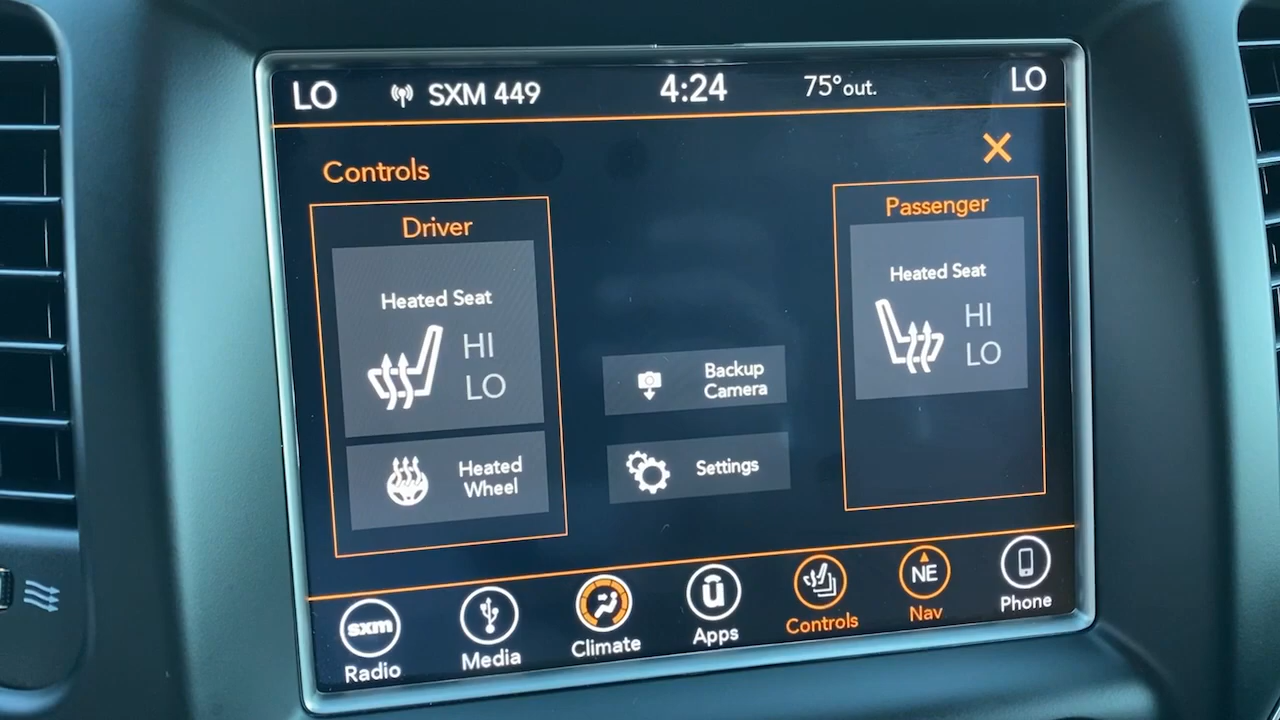 LO SXM 449 4:24 75°out. LO
Controls
Driver
Heated Seat
HI
LO
Heated
Wheel
Backup
Camera
Settings
Passenger
Heated Seat
HI
LO
sxm
Radio
Media
Climate
Apps
Controls
NE
Nav
Phone